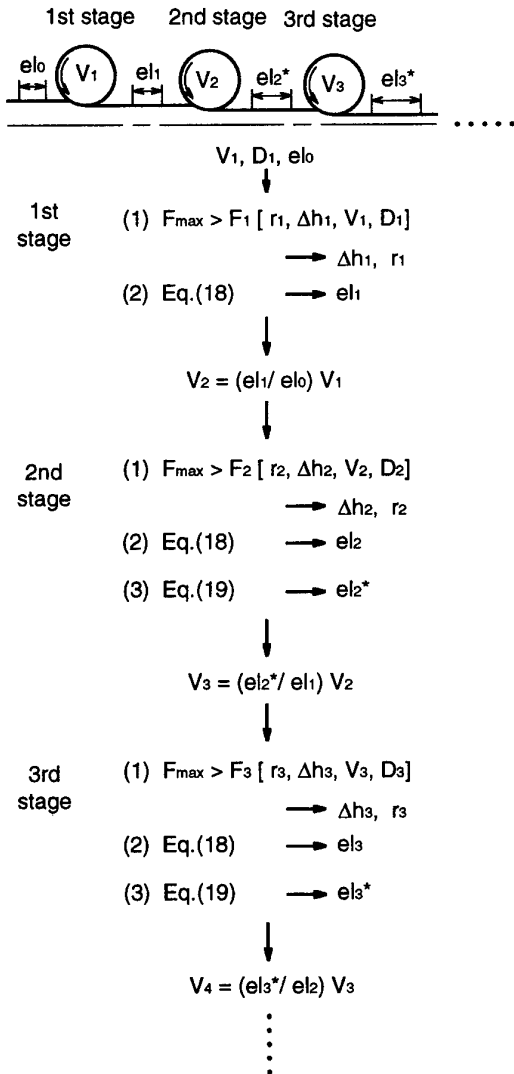 1st stage 2nd stage 3rd stage
el₀ V₁ el₁ V₂ el₂* V₃ el₃*
V₁, D₁, el₀
1st stage
(1) Fmax > F₁ [ r₁, Δh₁, V₁, D₁]
Δh₁, r₁
(2) Eq.(18) el₁
V₂ = (el₁/ el₀) V₁
2nd stage
(1) Fmax > F₂ [ r₂, Δh₂, V₂, D₂]
Δh₂, r₂
(2) Eq.(18) el₂
(3) Eq.(19) el₂*
V₃ = (el₂*/ el₁) V₂
3rd stage
(1) Fmax > F₃ [ r₃, Δh₃, V₃, D₃]
Δh₃, r₃
(2) Eq.(18) el₃
(3) Eq.(19) el₃*
V₄ = (el₃*/ el₂) V₃